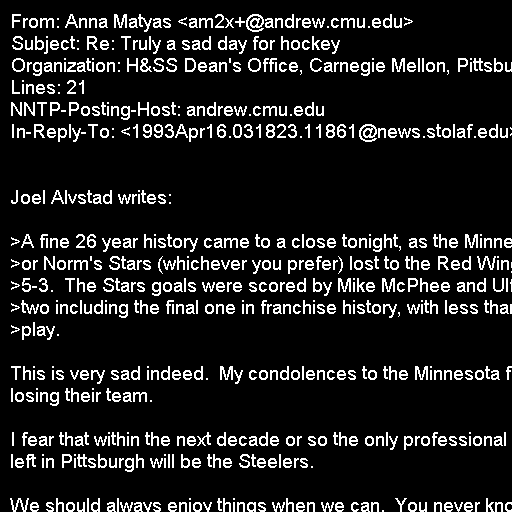 From: Anna Matyas <am2x+@andrew.cmu.edu>
Subject: Re: Truly a sad day for hockey
Organization: H&SS Dean's Office, Carnegie Mellon, Pittsbu
Lines: 21
NNTP-Posting-Host: andrew.cmu.edu
In-Reply-To: <1993Apr16.031823.11861@news.stolaf.edu>
Joel Alvstad writes:
>A fine 26 year history came to a close tonight, as the Minne
>or Norm's Stars (whichever you prefer) lost to the Red Win
>5-3.  The Stars goals were scored by Mike McPhee and Ulf
>two including the final one in franchise history, with less than
>play.
This is very sad indeed.  My condolences to the Minnesota f
losing their team.
I fear that within the next decade or so the only professional
left in Pittsburgh will be the Steelers.
We should always enjoy things when we can.  You never kno